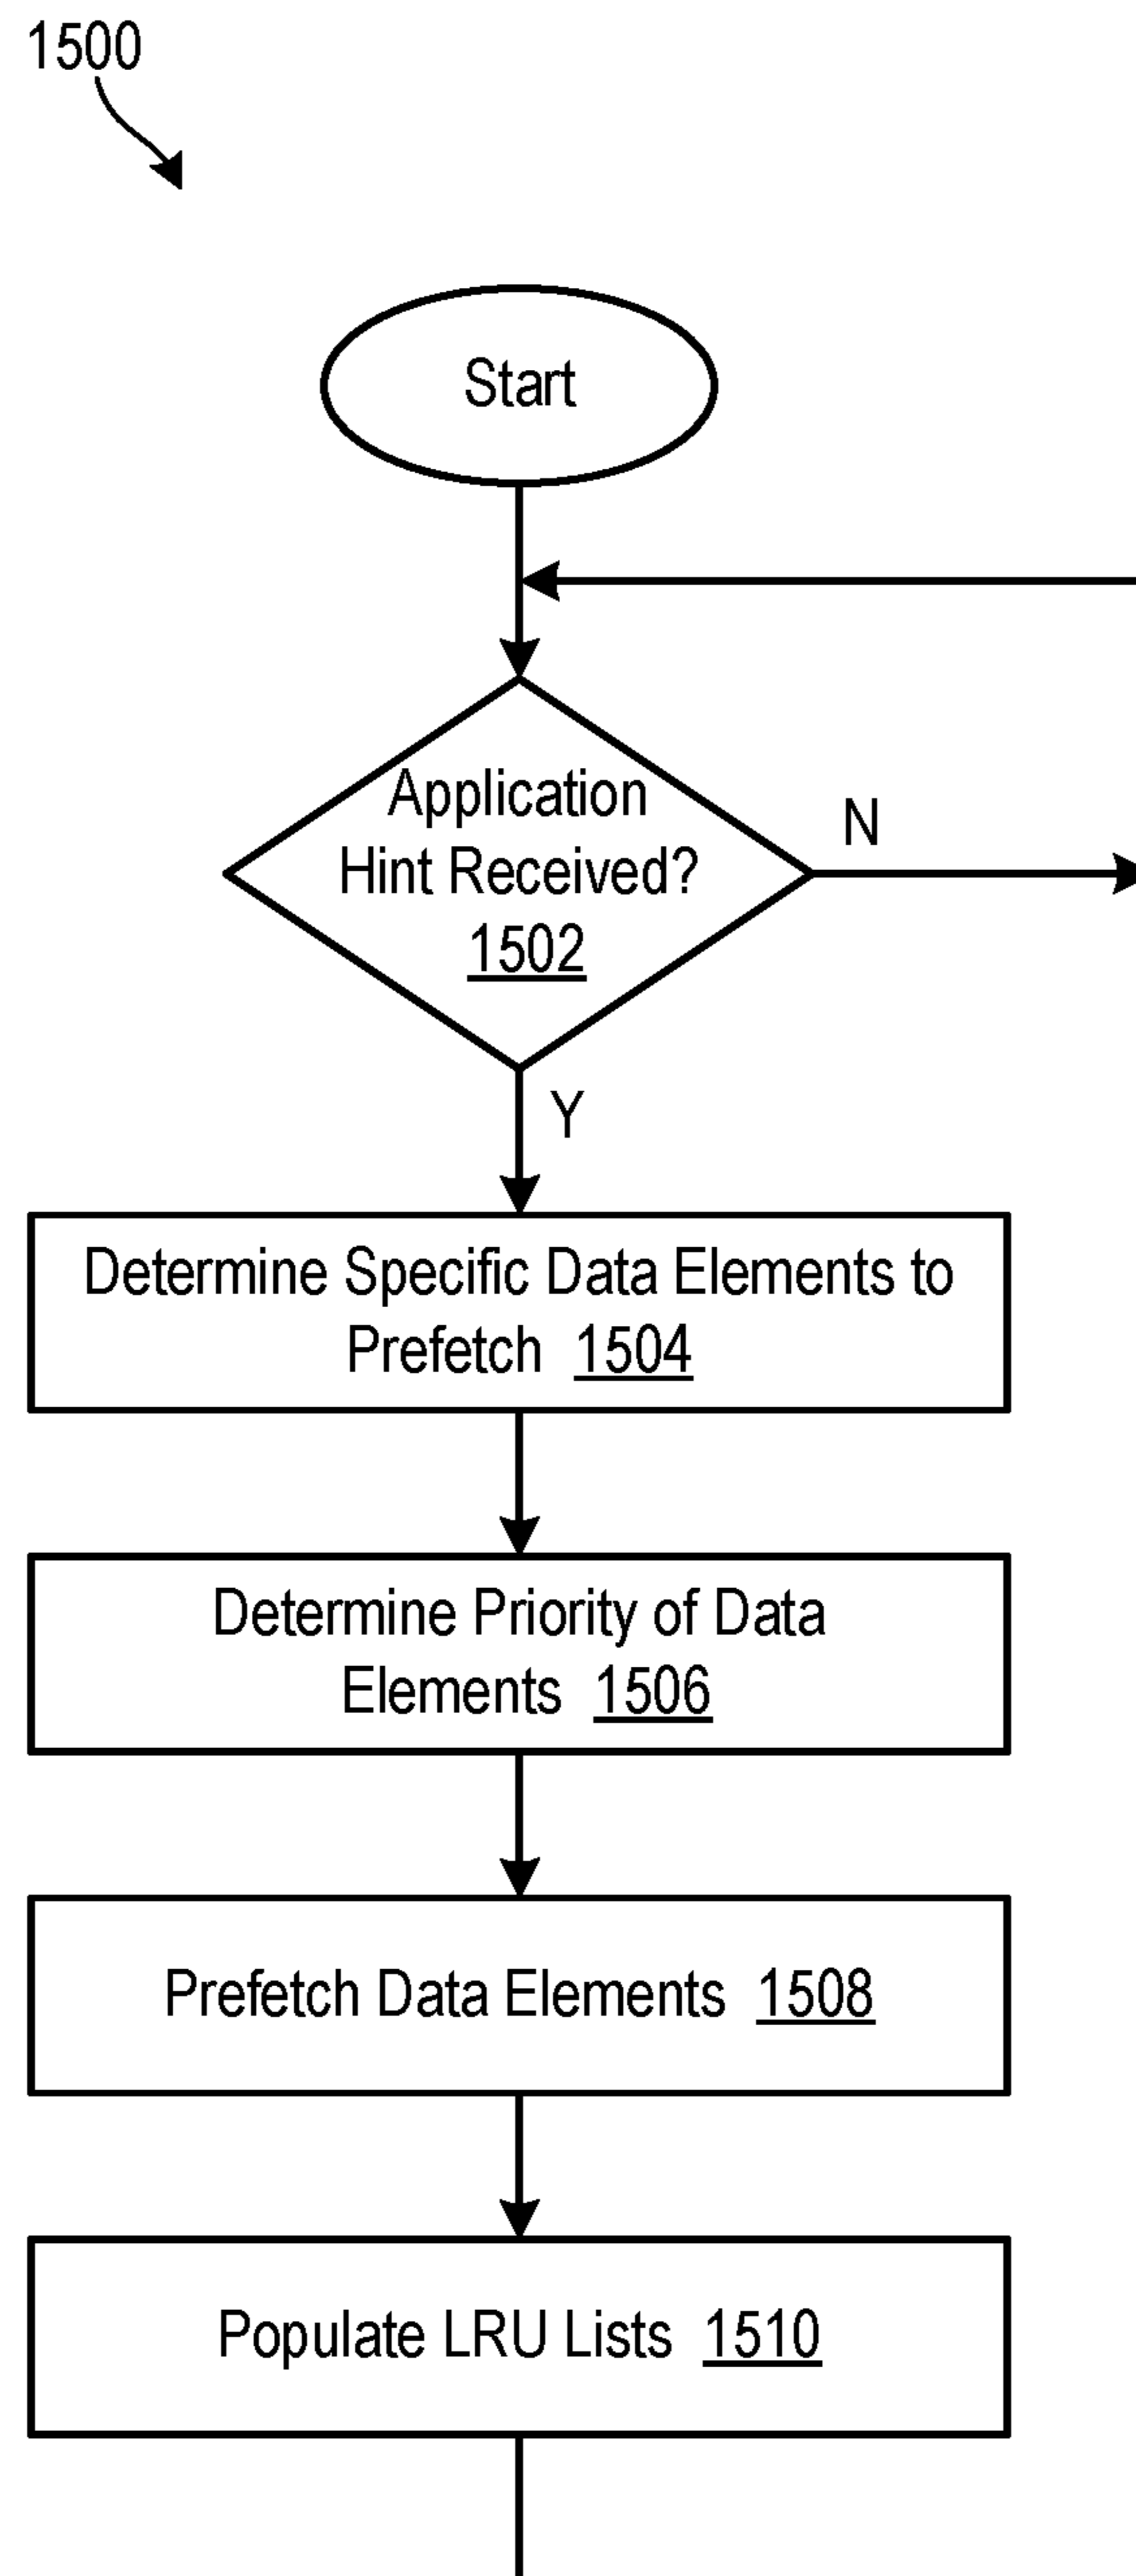 1500
Start
Application
Hint Received?
1502
N
Y
Determine Specific Data Elements to
Prefetch 1504
Determine Priority of Data
Elements 1506
Prefetch Data Elements 1508
Populate LRU Lists 1510